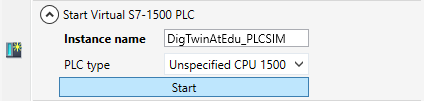 Start Virtual S7-1500 PLC
Instance name DigTwinAtEdu_PLCSIM
PLC type Unspecified CPU 1500
Start